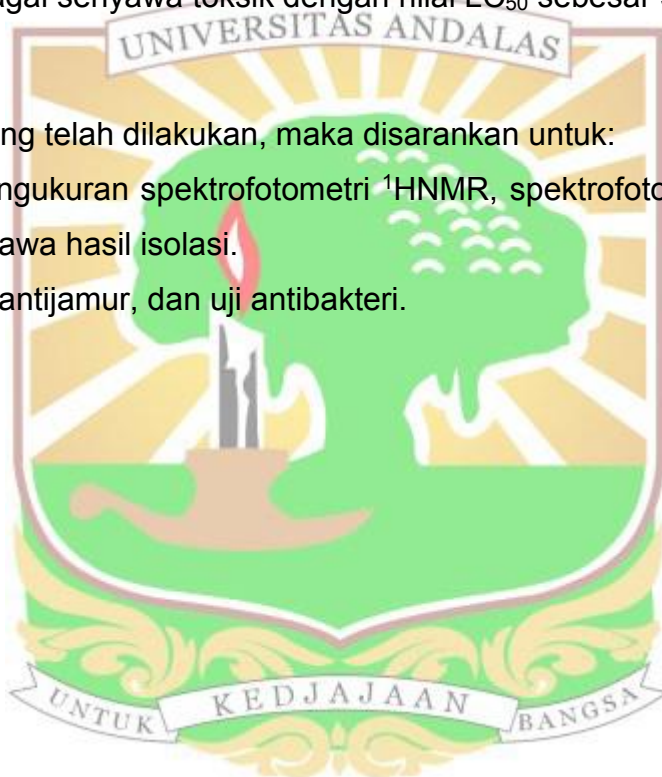 sebagai senyawa toksik dengan nilai LC₅₀ sebesar
UNIVERSITAS ANDALAS
ng telah dilakukan, maka disarankan untuk:
ngukuran spektrofotometri ¹HNMR, spektrofoto
awa hasil isolasi.
antijamur, dan uji antibakteri.
UNTUK KEDJAJAAN BANGSA